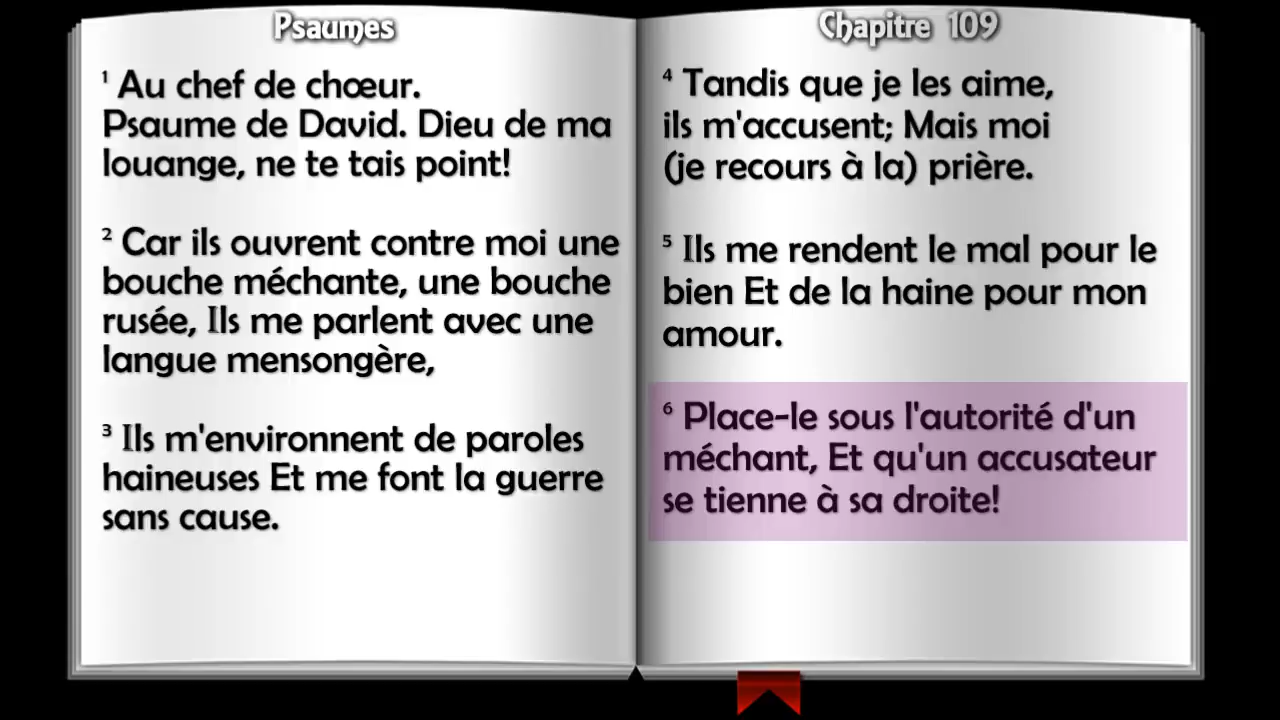 Psaumes
¹ Au chef de chœur.
Psaume de David. Dieu de ma
louange, ne te tais point!
² Car ils ouvrent contre moi une
bouche méchante, une bouche
rusée, Ils me parlent avec une
langue mensongère,
³ Ils m'environnent de paroles
haineuses Et me font la guerre
sans cause.
Chapitre 109
⁴ Tandis que je les aime,
ils m'accusent; Mais moi
(je recours à la) prière.
⁵ Ils me rendent le mal pour le
bien Et de la haine pour mon
amour.
⁶ Place-le sous l'autorité d'un
méchant, Et qu'un accusateur
se tienne à sa droite!